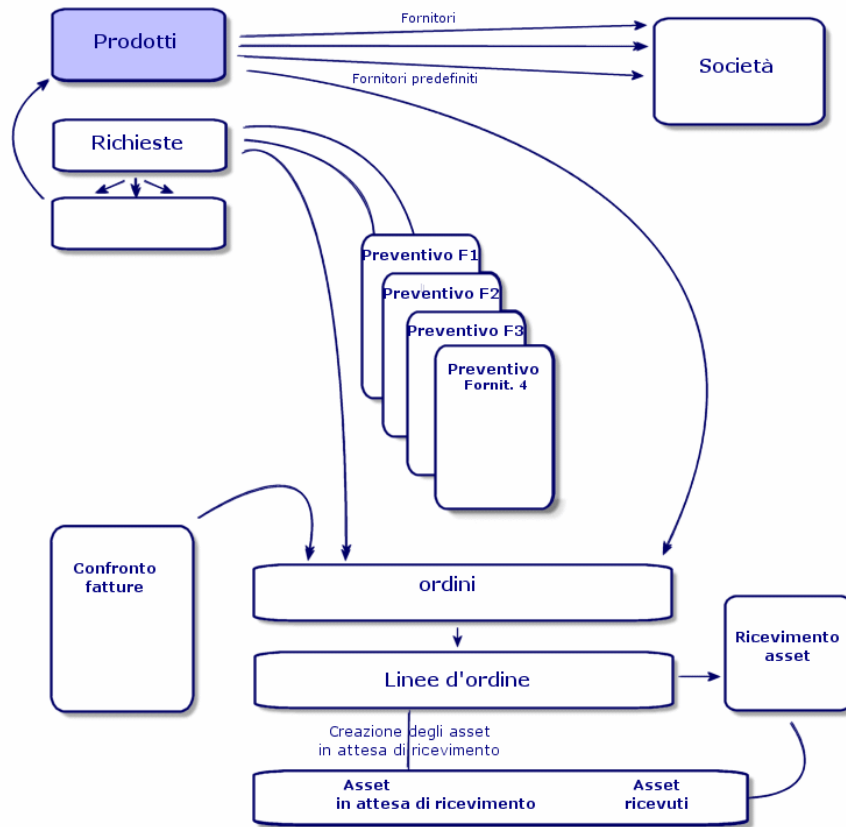 Fornitori
Prodotti
Società
Fornitori predefiniti
Richieste
Preventivo F1
Preventivo F2
Preventivo F3
Preventivo
Fornit. 4
Confronto
fatture
ordini
Ricevimento
asset
Linee d'ordine
Creazione degli asset
in attesa di ricevimento
Asset
in attesa di ricevimento
Asset
ricevuti